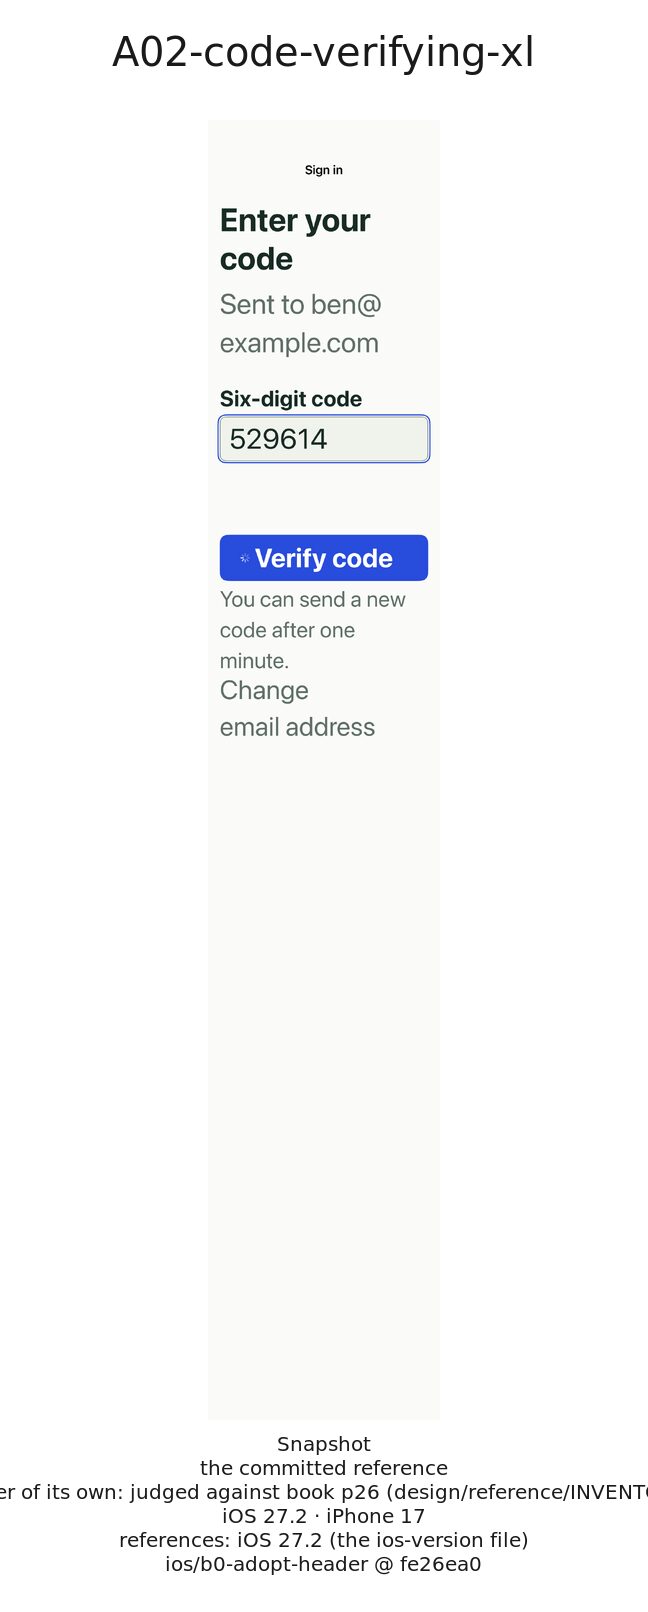 A02-code-verifying-xl
Sign in
Enter your
code
Sent to ben@
example.com
Six-digit code
529614
Verify code
You can send a new
code after one
minute.
Change
email address
Snapshot
the committed reference
of its own: judged against book p26 (design/reference/
iOS 27.2 · iPhone 17
references: iOS 27.2 (the ios-version file)
ios/b0-adopt-header @ fe26ea0